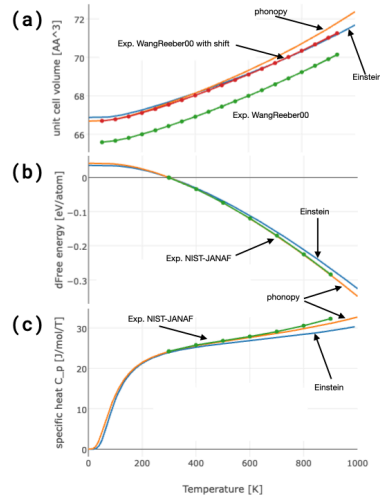 (a)
phonopy
72
Exp. WangReeber00 with shift
70
Einstein
68
Exp. WangReeber00
66
unit cell volume [AA^3]
(b)
0
−0.1
Einstein
−0.2
Exp. NIST-JANAF
−0.3
dFree energy [eV/atom]
phonopy
(c)
Exp. NIST-JANAF
30
20
Einstein
10
0
specific heat C_p [J/mol/T]
0 200 400 600 800 1000
Temperature [K]